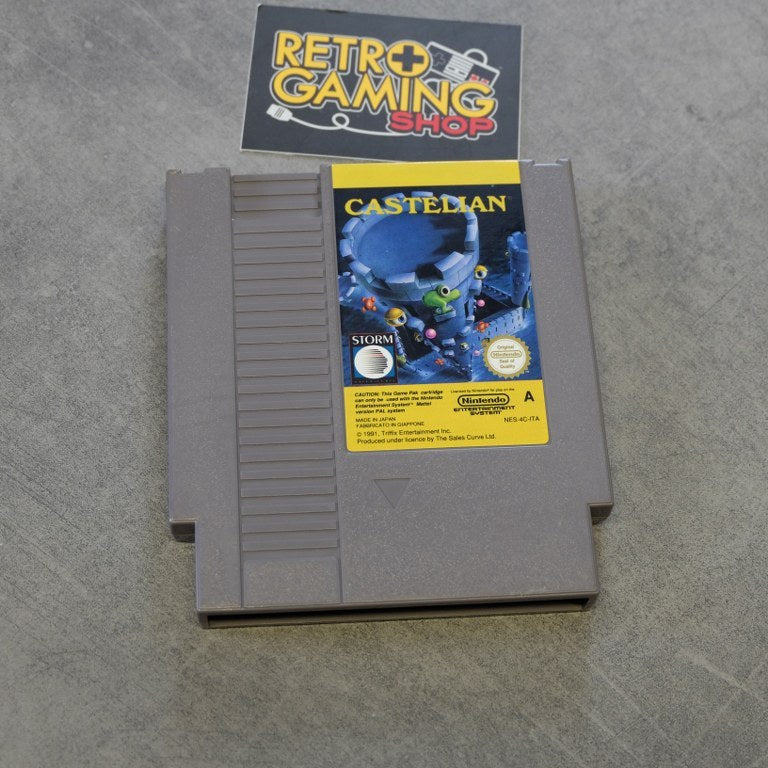 RETRO
GAMING
SHOP
CASTELIAN
STORM
Original
Nintendo
Seal of
Quality
CAUTION: This Game Pak cartridge
can only be used with the Nintendo
Entertainment System™ Mattel
version PAL system
MADE IN JAPAN
FABBRICATO IN GIAPPONE
© 1991, Triffix Entertainment Inc.
Produced under licence by The Sales Curve Ltd.
Licensed by Nintendo® for play on the
Nintendo
ENTERTAINMENT
SYSTEM™
A
NES-4C-ITA